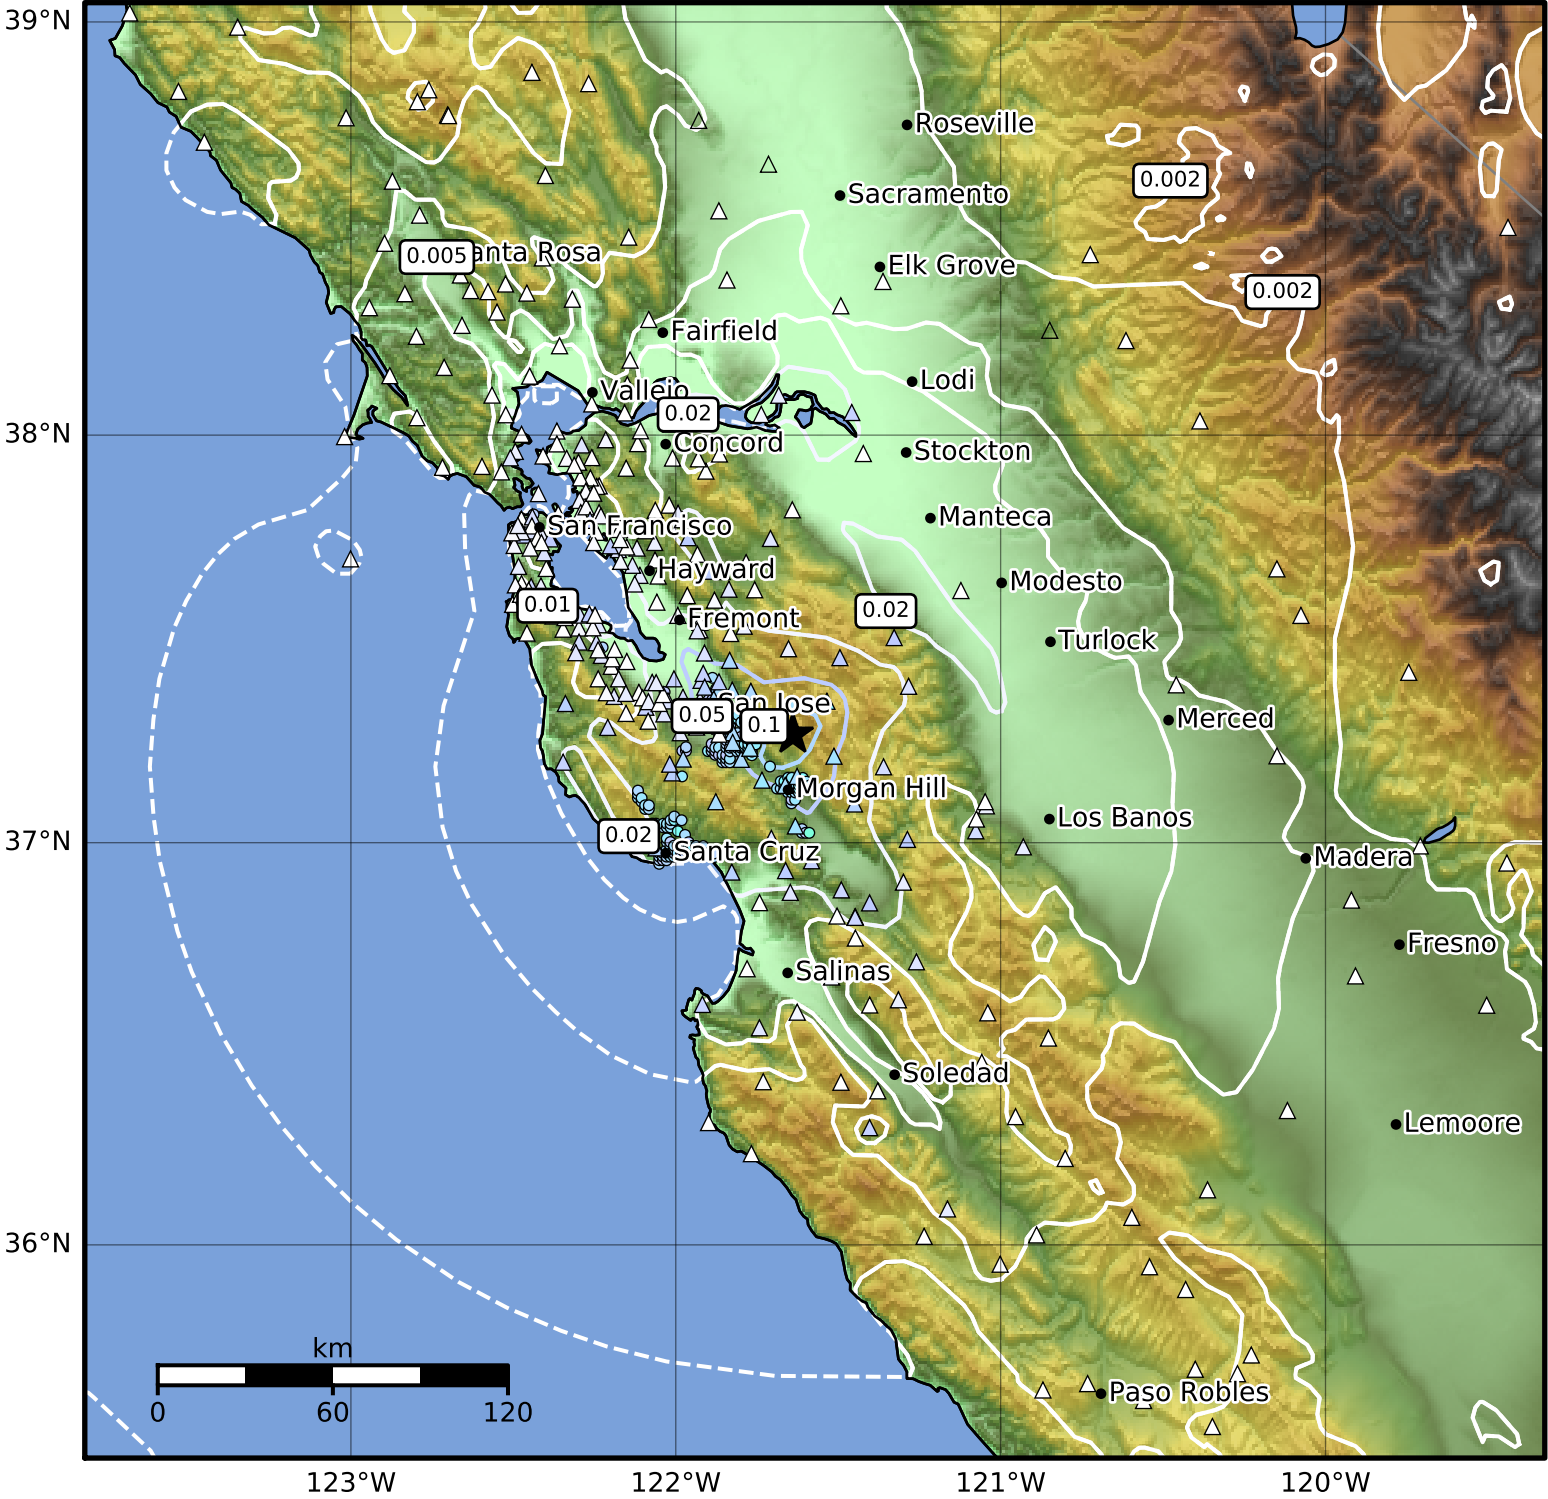 39°N
Roseville
0.002
Sacramento
0.005
anta Rosa
Elk Grove
0.002
Fairfield
Lodi
Vallejo
0.02
38°N
Concord
Stockton
Manteca
San Francisco
Hayward
Modesto
0.01
0.02
Fremont
Turlock
San Jose
0.05
0.1
Merced
Morgan Hill
Los Banos
0.02
37°N
Santa Cruz
Madera
Fresno
Salinas
Soledad
Lemoore
36°N
km
0 60 120
Paso Robles
123°W 122°W 121°W 120°W